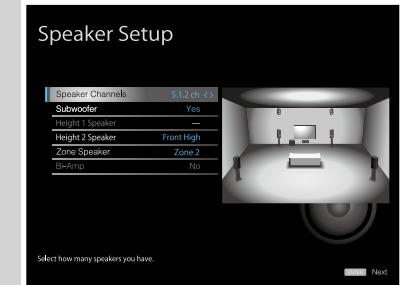 Speaker Setup
Speaker Channels 5.1.2 ch < >
Subwoofer Yes
Height 1 Speaker ---
Height 2 Speaker Front High
Zone Speaker Zone 2
Bi-Amp No
Select how many speakers you have.
ENTER Next